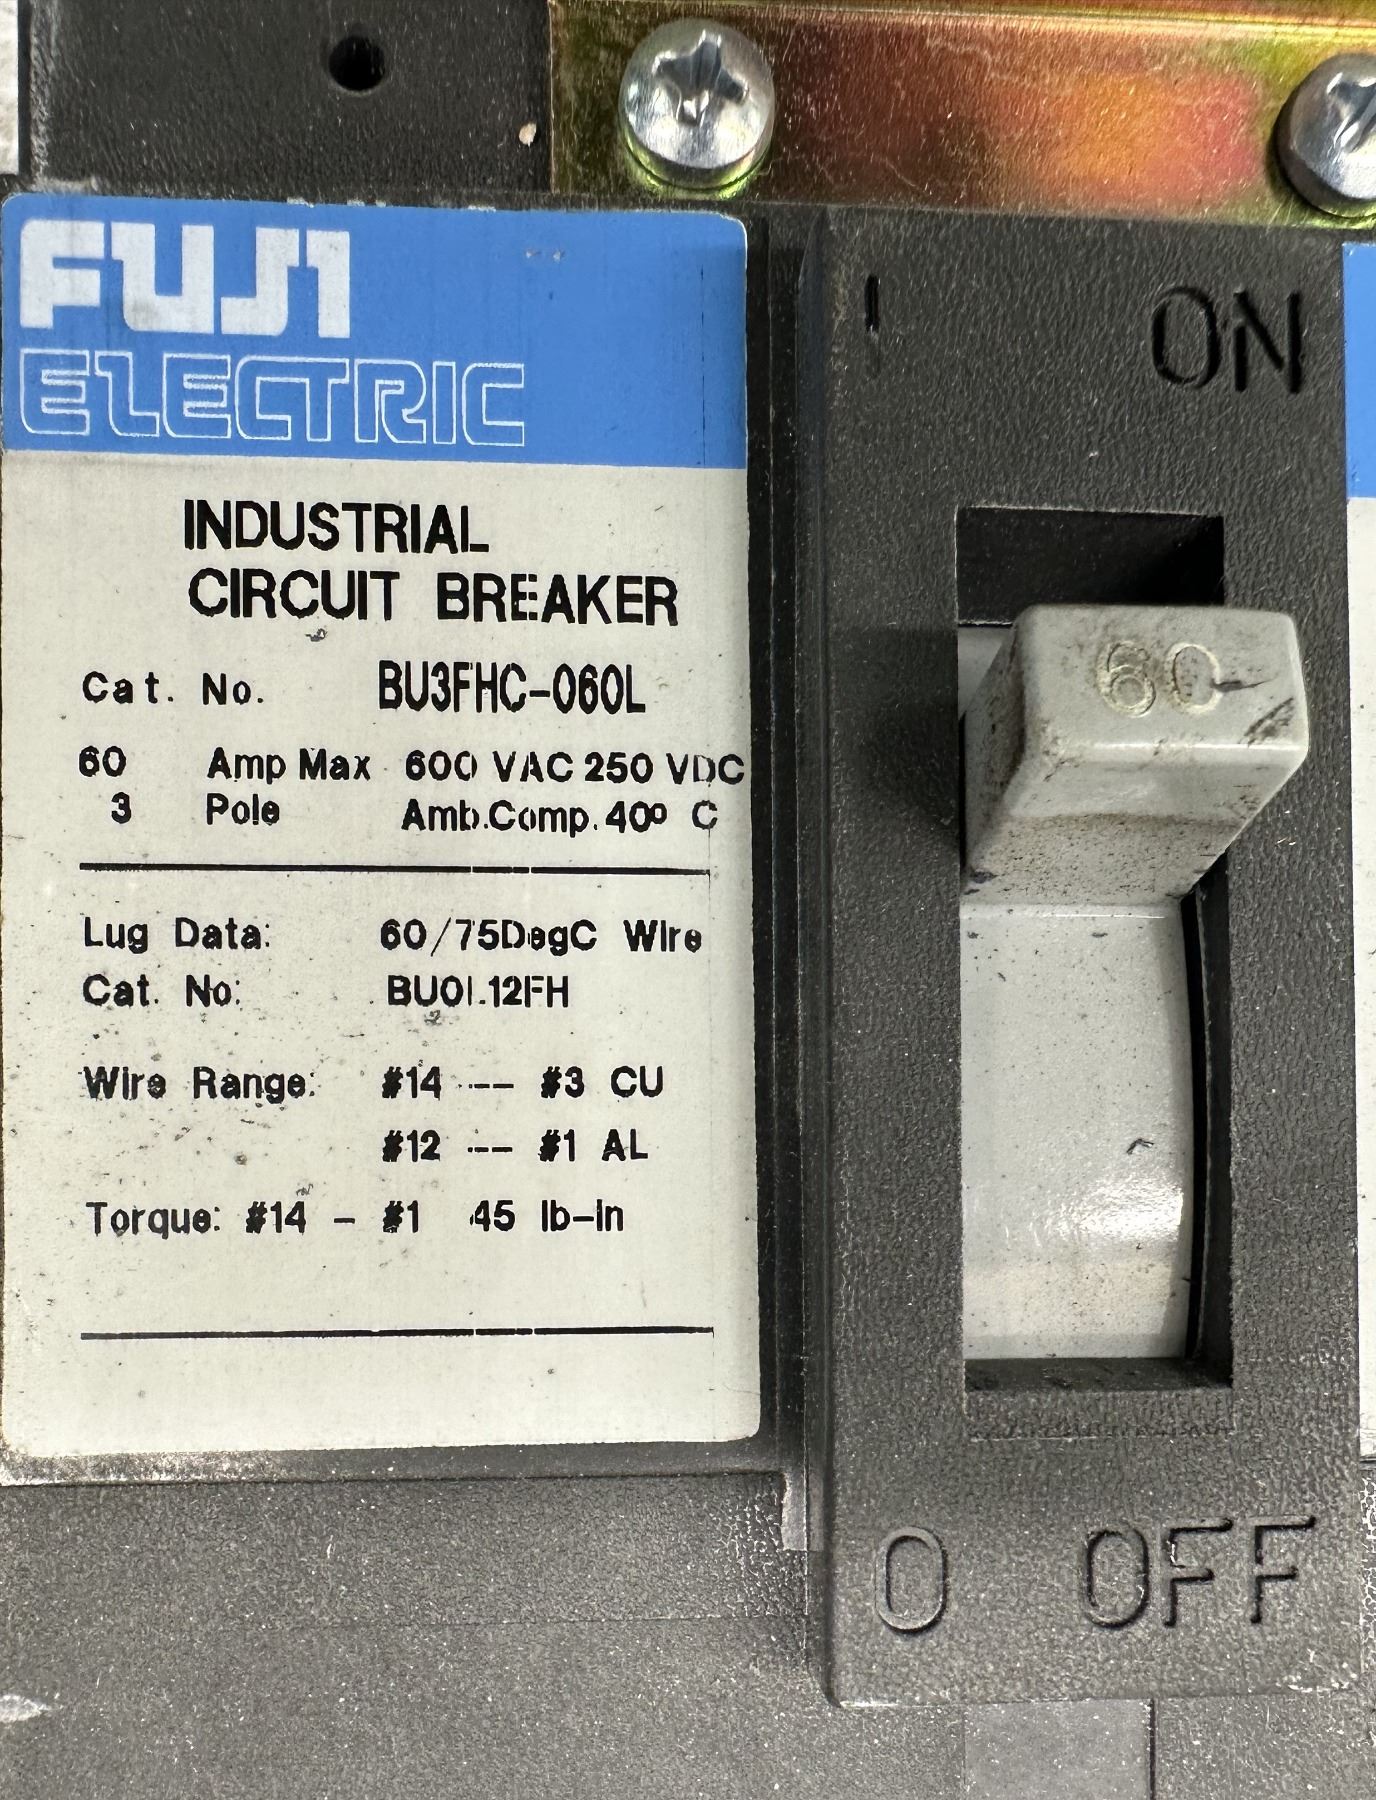 FUJI
ELECTRIC
INDUSTRIAL
CIRCUIT BREAKER
Cat. No. BU3FHC-060L
60 Amp Max 600 VAC 250 VDC
3 Pole Amb.Comp. 40º C
Lug Data: 60/75DegC Wire
Cat. No: BU0L12FH
Wire Range: #14 -- #3 CU
#12 -- #1 AL
Torque: #14 - #1 45 lb-in
I ON
60
O OFF